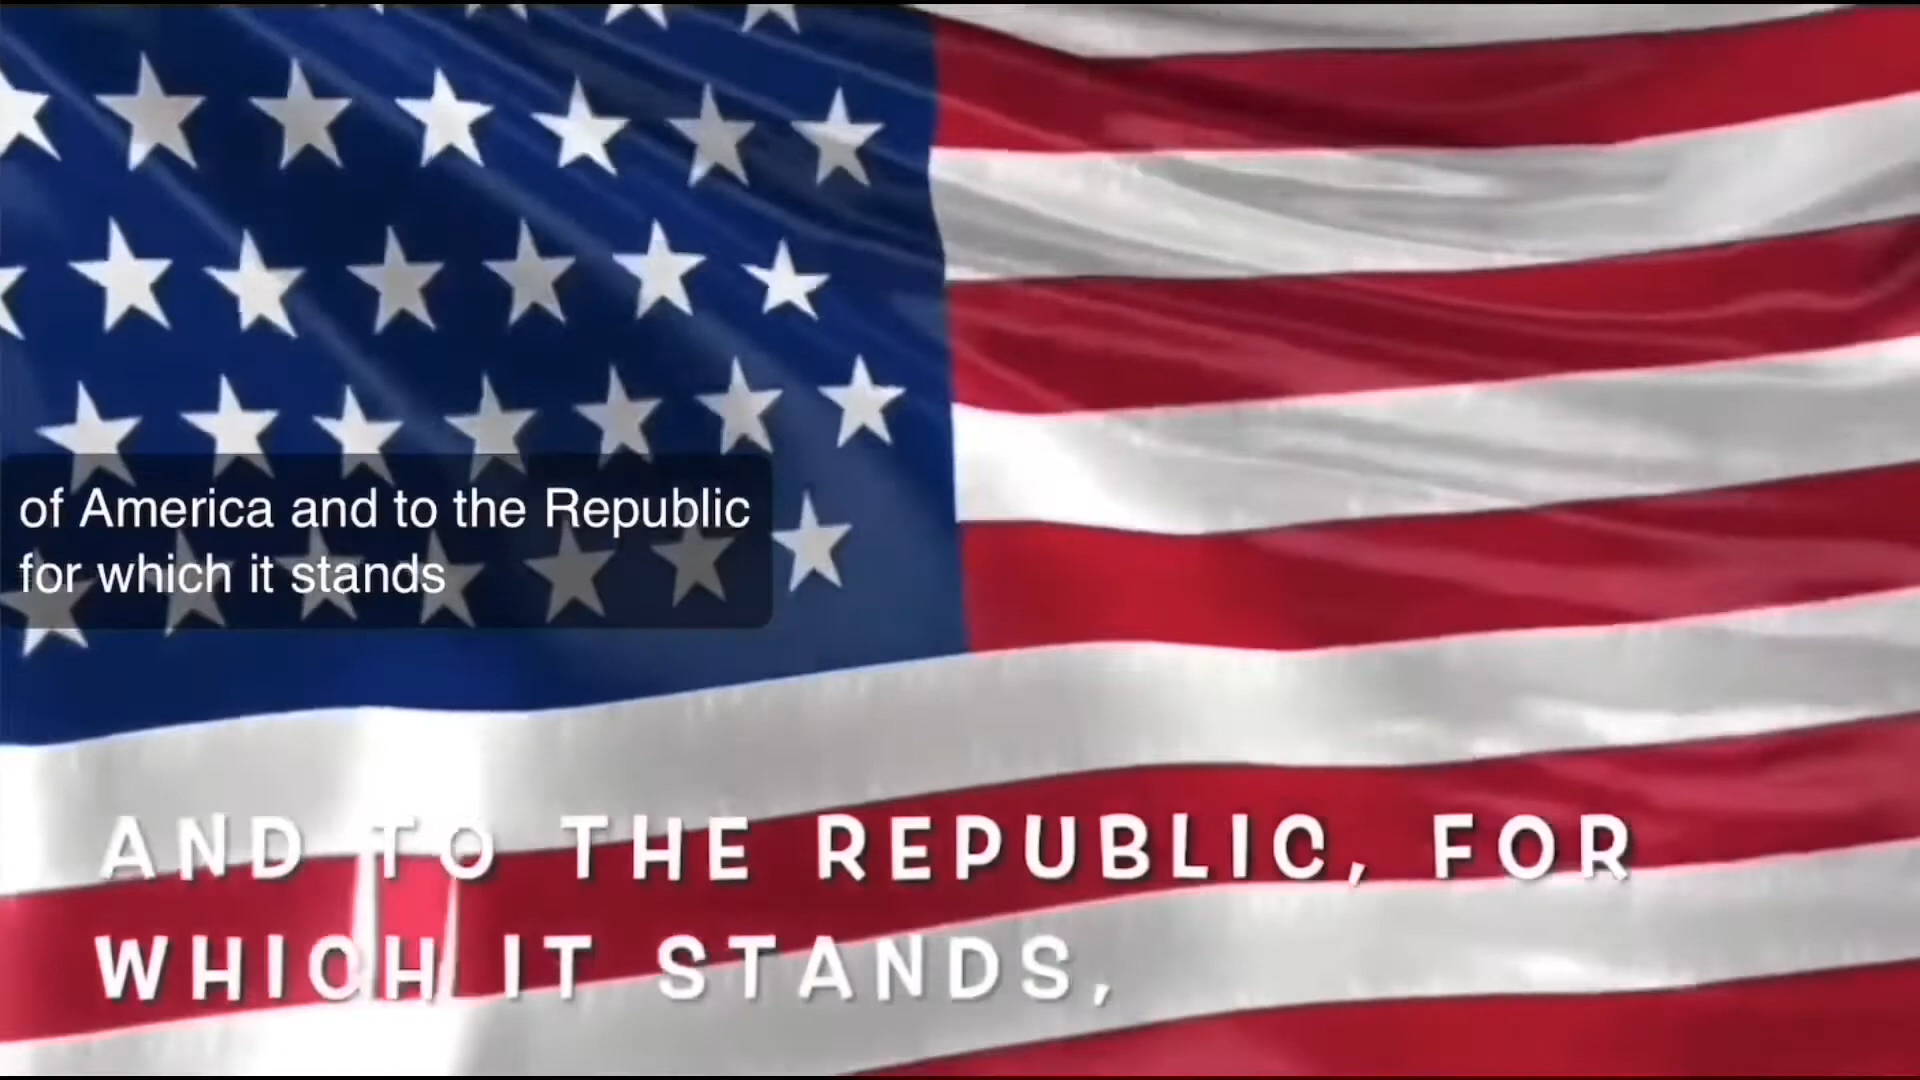 of America and to the Republic
for which it stands
AND TO THE REPUBLIC, FOR
WHICH IT STANDS,